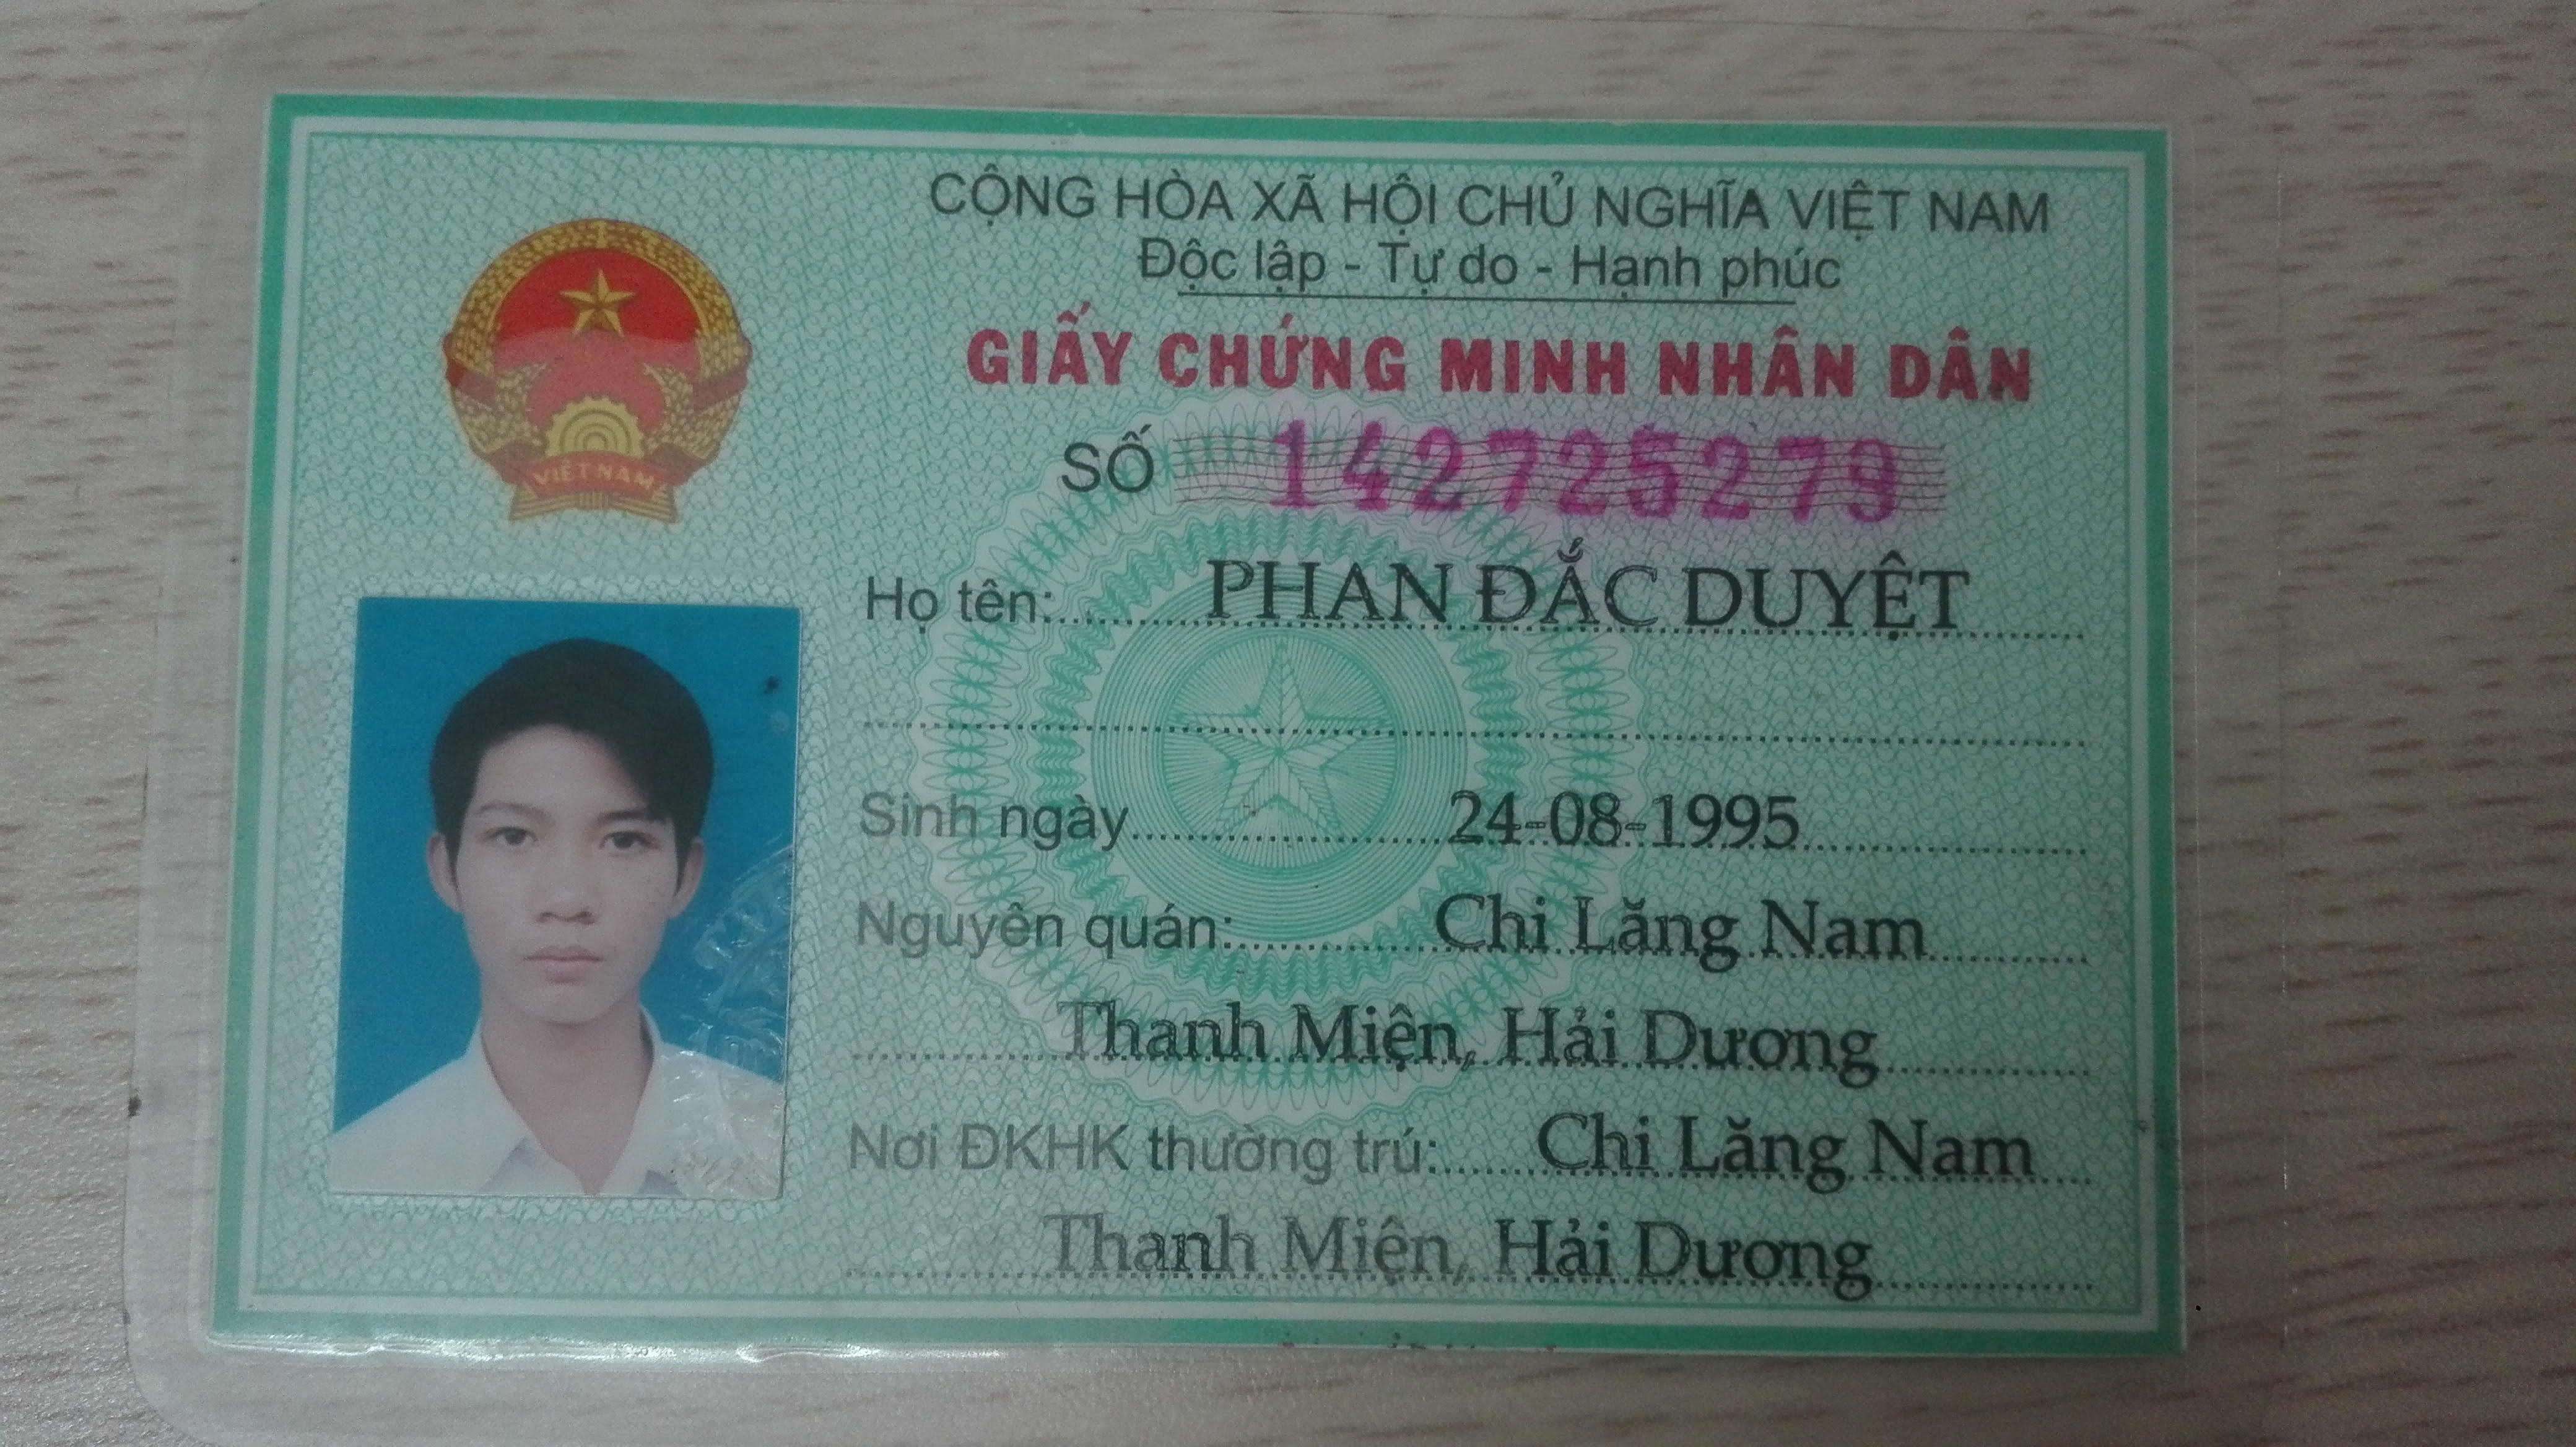 CỘNG HÒA XÃ HỘI CHỦ NGHĨA VIỆT NAM
Độc lập - Tự do - Hạnh phúc
GIẤY CHỨNG MINH NHÂN DÂN
SỐ 142725279
VIỆT NAM
Họ tên: PHAN ĐẮC DUYỆT
Sinh ngày 24-08-1995
Nguyên quán: Chi Lăng Nam
Thanh Miện, Hải Dương
Nơi ĐKHK thường trú: Chi Lăng Nam
Thanh Miện, Hải Dương